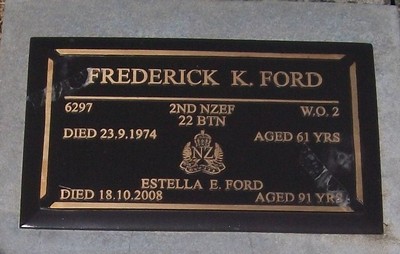 FREDERICK K. FORD
6297 2ND NZEF W.O. 2
22 BTN
DIED 23.9.1974 AGED 61 YRS
NZ
ESTELLA E. FORD
DIED 18.10.2008 AGED 91 YRS